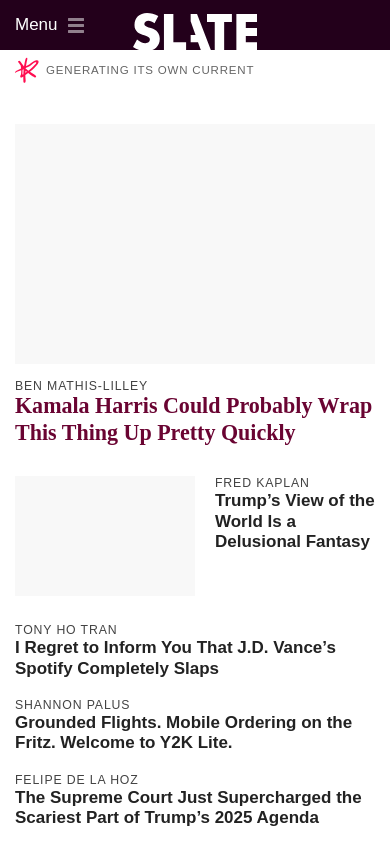 Menu
SLATE
GENERATING ITS OWN CURRENT
BEN MATHIS-LILLEY
Kamala Harris Could Probably Wrap
This Thing Up Pretty Quickly
FRED KAPLAN
Trump’s View of the
World Is a
Delusional Fantasy
TONY HO TRAN
I Regret to Inform You That J.D. Vance’s
Spotify Completely Slaps
SHANNON PALUS
Grounded Flights. Mobile Ordering on the
Fritz. Welcome to Y2K Lite.
FELIPE DE LA HOZ
The Supreme Court Just Supercharged the
Scariest Part of Trump’s 2025 Agenda